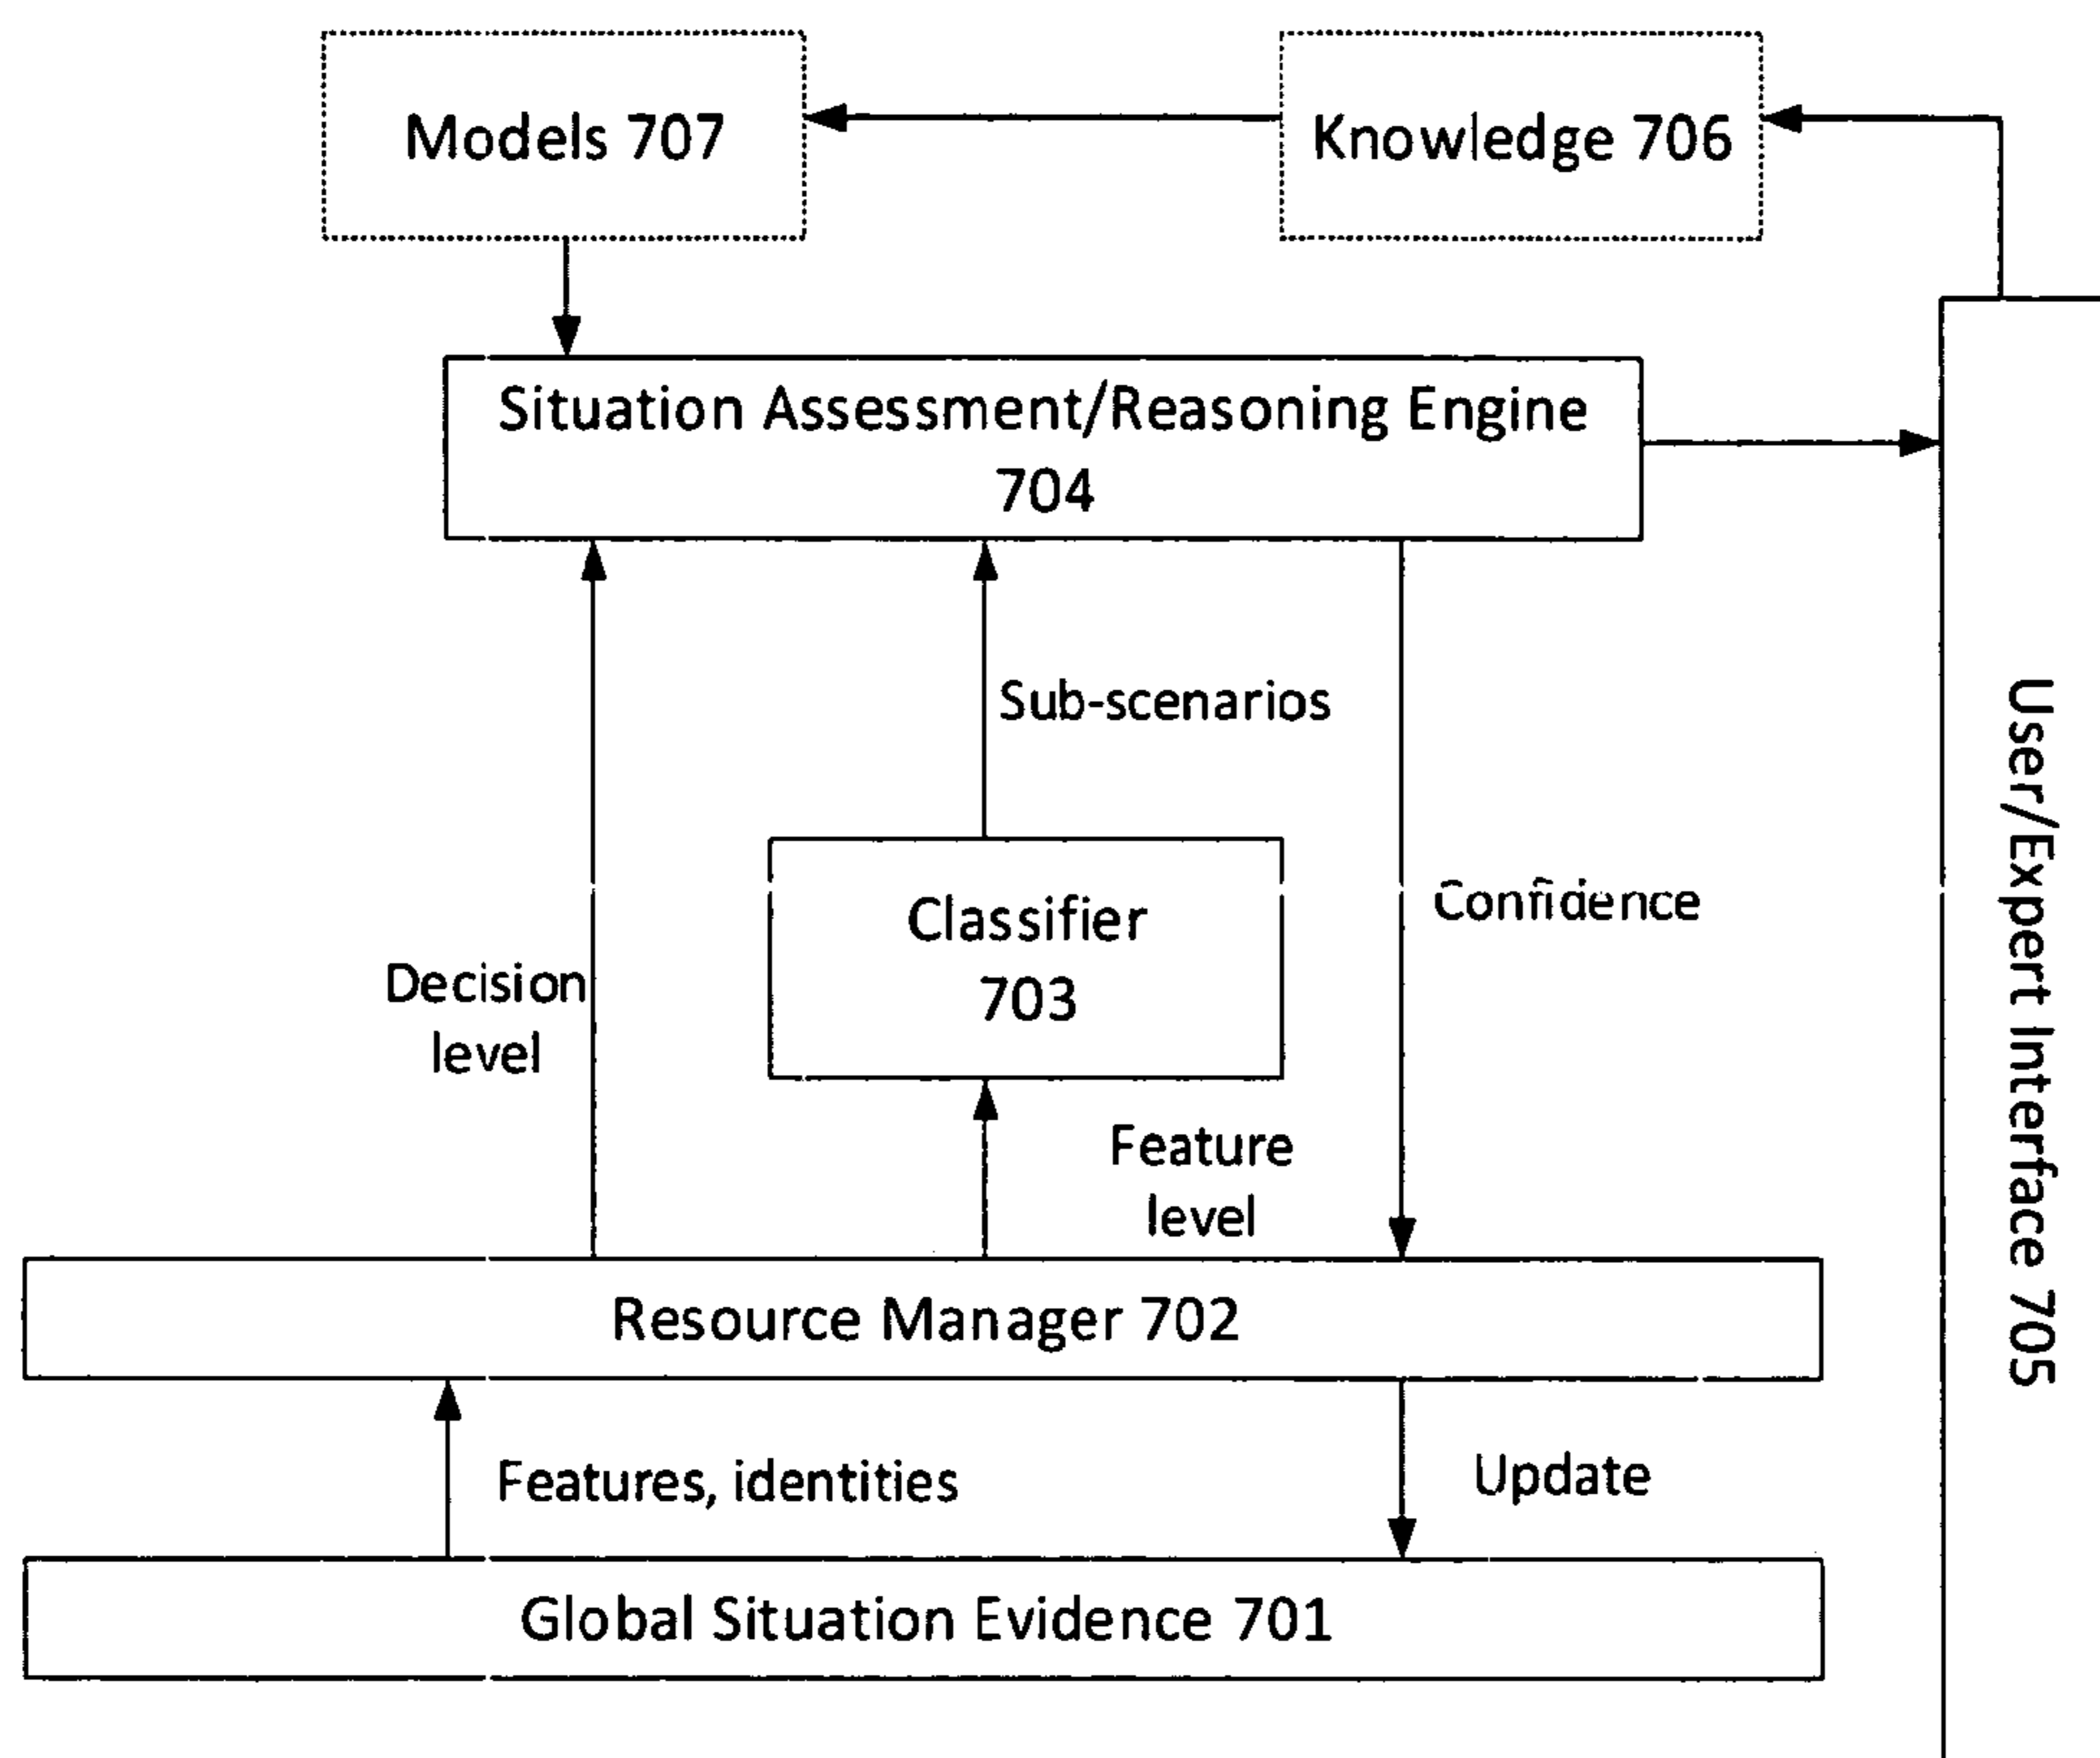 Models 707
Knowledge 706
Situation Assessment/Reasoning Engine
704
Sub-scenarios
Classifier
703
Confidence
Decision
level
Feature
level
User/Expert Interface 705
Resource Manager 702
Features, identities
Update
Global Situation Evidence 701